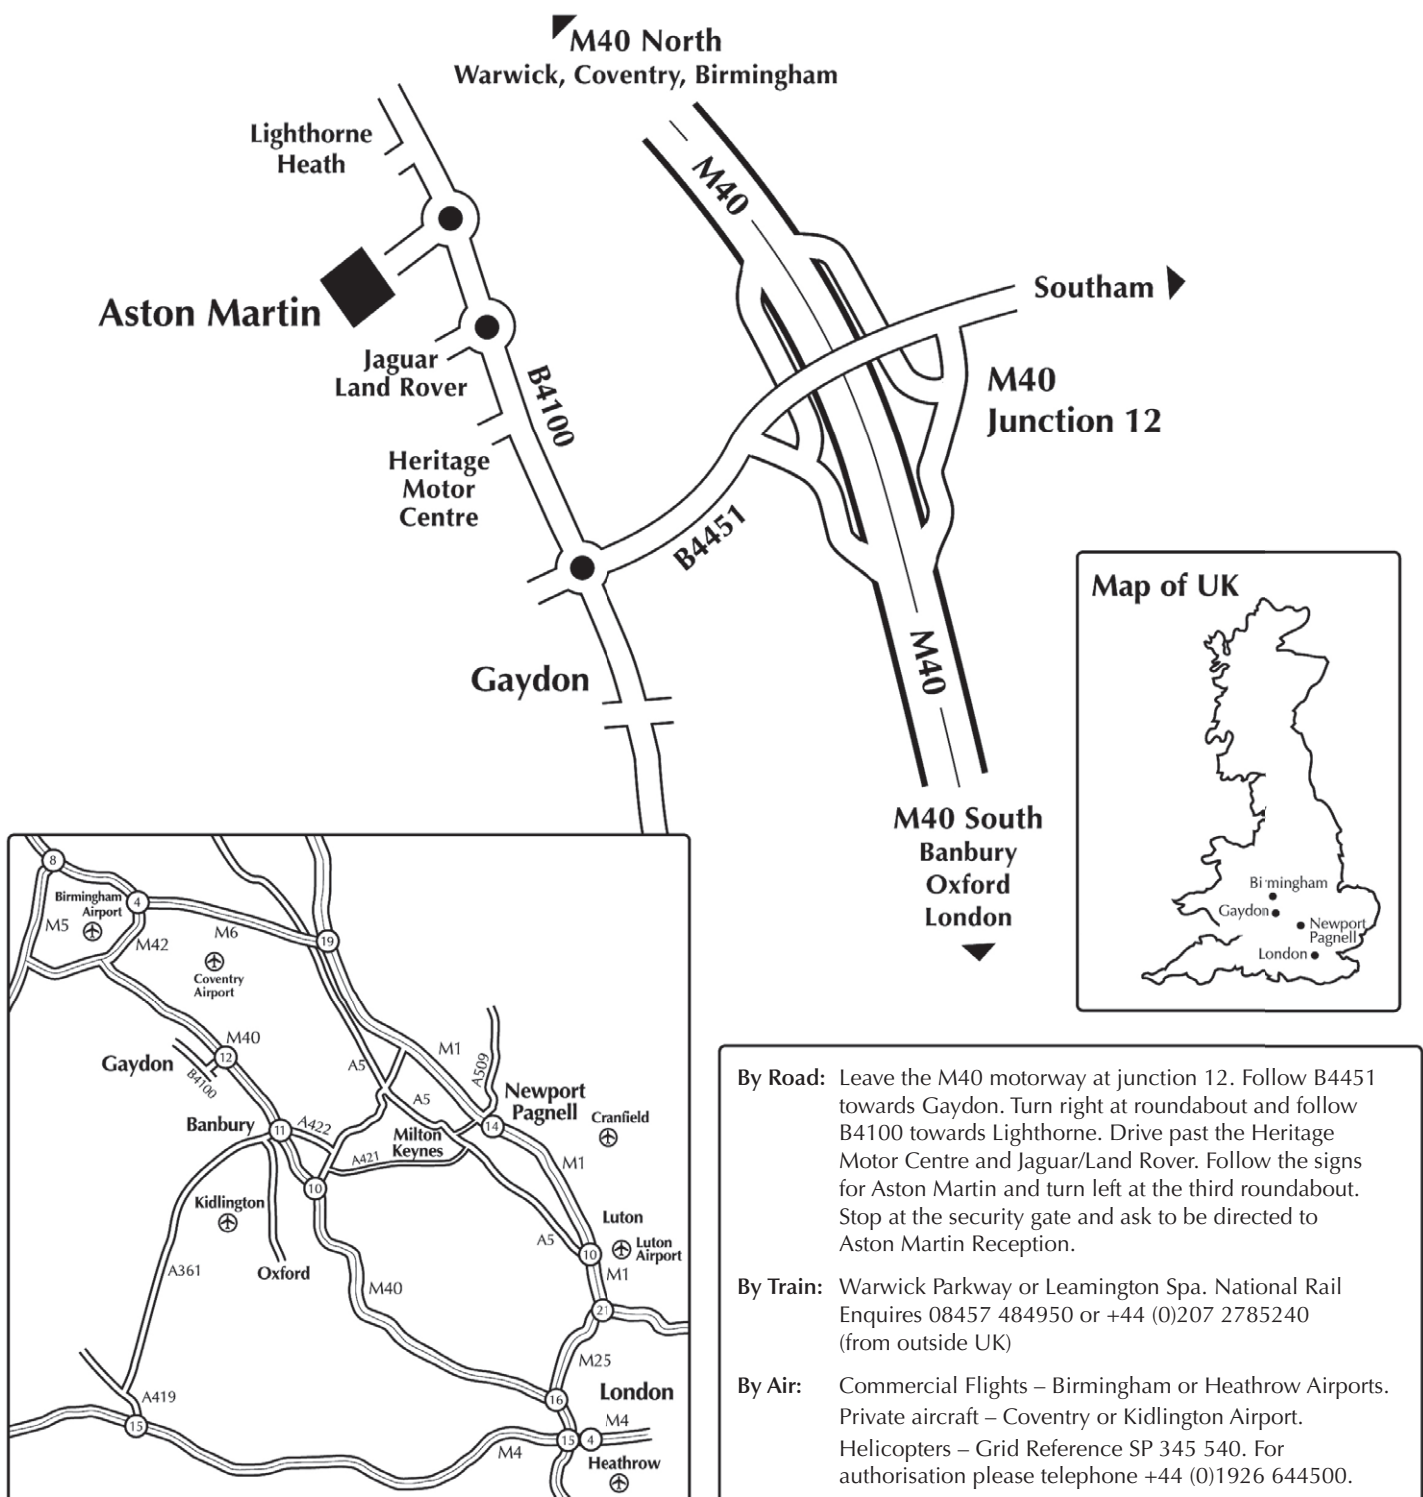 M40 North
Warwick, Coventry, Birmingham
Lighthorne
Heath
M40
Southam
Aston Martin
Jaguar
Land Rover
B4100
M40
Junction 12
Heritage
Motor
Centre
B4451
Gaydon
M40
M40 South
Banbury
Oxford
London
Map of UK
Birmingham
Gaydon
Newport
Pagnell
London
8
Birmingham
Airport
4
M5
M42
M6
19
Coventry
Airport
M40
12
Gaydon
B4100
A5
M1
A509
Newport
Pagnell
A5
14
Cranfield
Banbury
11
A422
Milton
Keynes
A421
M1
10
Kidlington
Luton
A5
10
Luton
Airport
A361
Oxford
M40
M1
21
M25
London
A419
15
16
M4
15
4
M4
Heathrow
By Road: Leave the M40 motorway at junction 12. Follow B4451
towards Gaydon. Turn right at roundabout and follow
B4100 towards Lighthorne. Drive past the Heritage
Motor Centre and Jaguar/Land Rover. Follow the signs
for Aston Martin and turn left at the third roundabout.
Stop at the security gate and ask to be directed to
Aston Martin Reception.
By Train: Warwick Parkway or Leamington Spa. National Rail
Enquires 08457 484950 or +44 (0)207 2785240
(from outside UK)
By Air: Commercial Flights – Birmingham or Heathrow Airports.
Private aircraft – Coventry or Kidlington Airport.
Helicopters – Grid Reference SP 345 540. For
authorisation please telephone +44 (0)1926 644500.